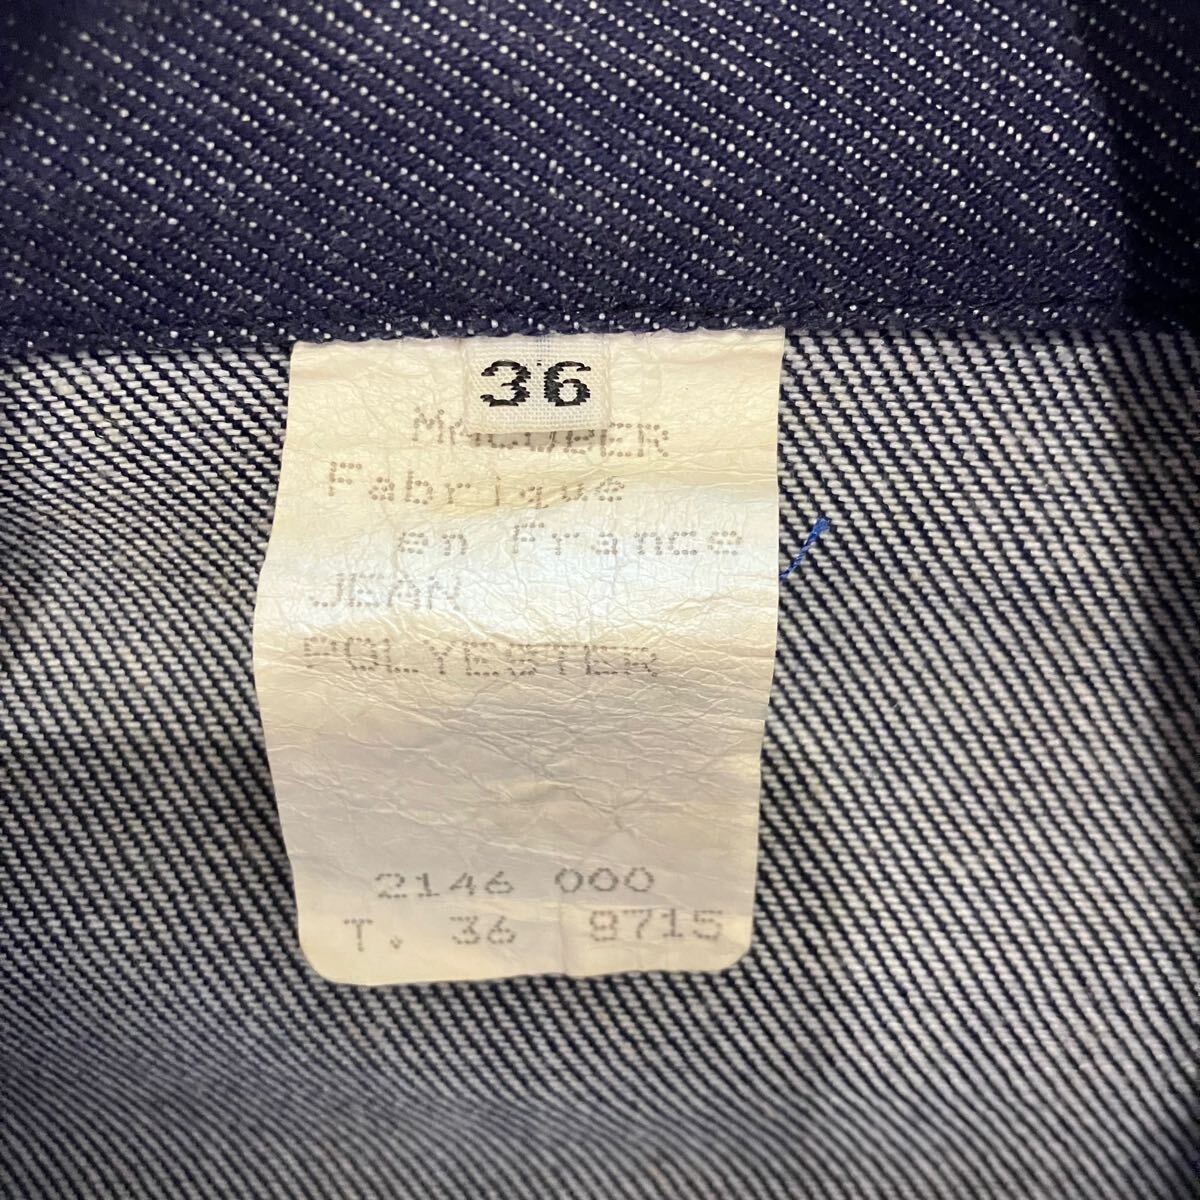 36
Fabrique
en France
JEAN
POLYESTER
2146 000
T. 36 8715